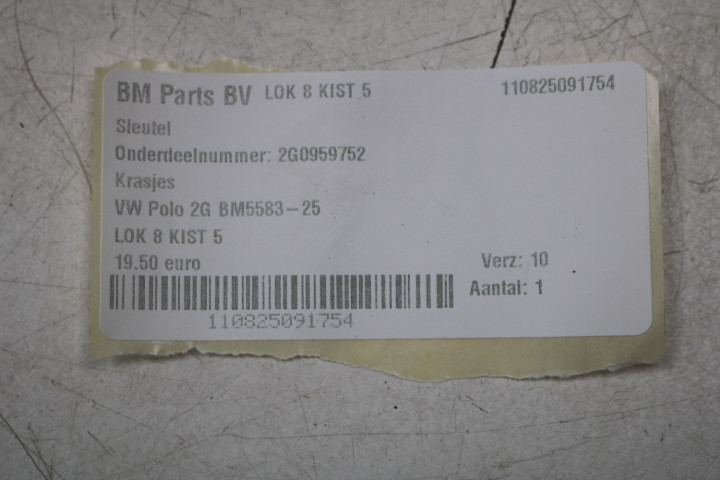 BM Parts BV LOK 8 KIST 5 110825091754
Sleutel
Onderdeelnummer: 2G0959752
Krasjes
VW Polo 2G BM5583-25
LOK 8 KIST 5
19.50 euro Verz: 10
Aantal: 1
110825091754